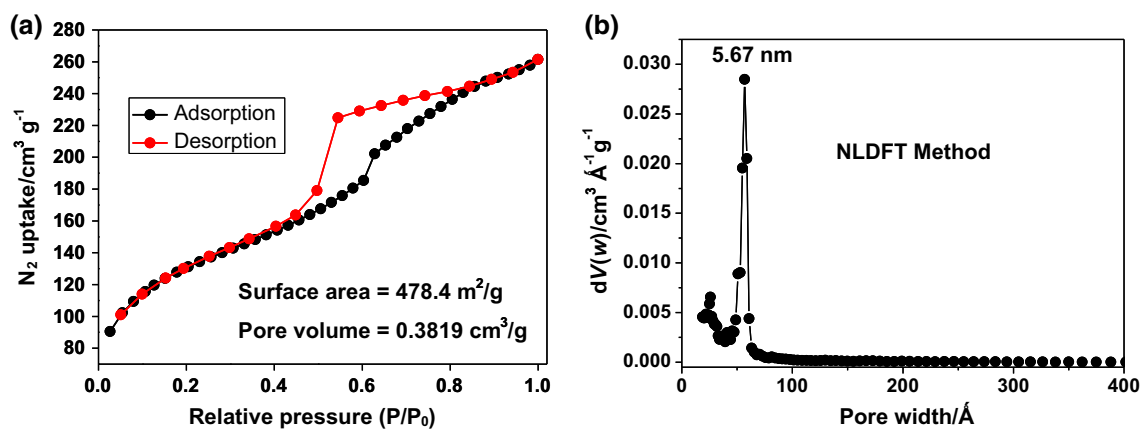 (a)
280
260
240
220
200
180
160
140
120
100
80
N₂ uptake/cm³ g⁻¹
Adsorption
Desorption
Surface area = 478.4 m²/g
Pore volume = 0.3819 cm³/g
0.0 0.2 0.4 0.6 0.8 1.0
Relative pressure (P/P₀)
(b)
5.67 nm
0.030
0.025
0.020
0.015
0.010
0.005
0.000
dV(w)/cm³ Å⁻¹g⁻¹
NLDFT Method
0 100 200 300 400
Pore width/Å